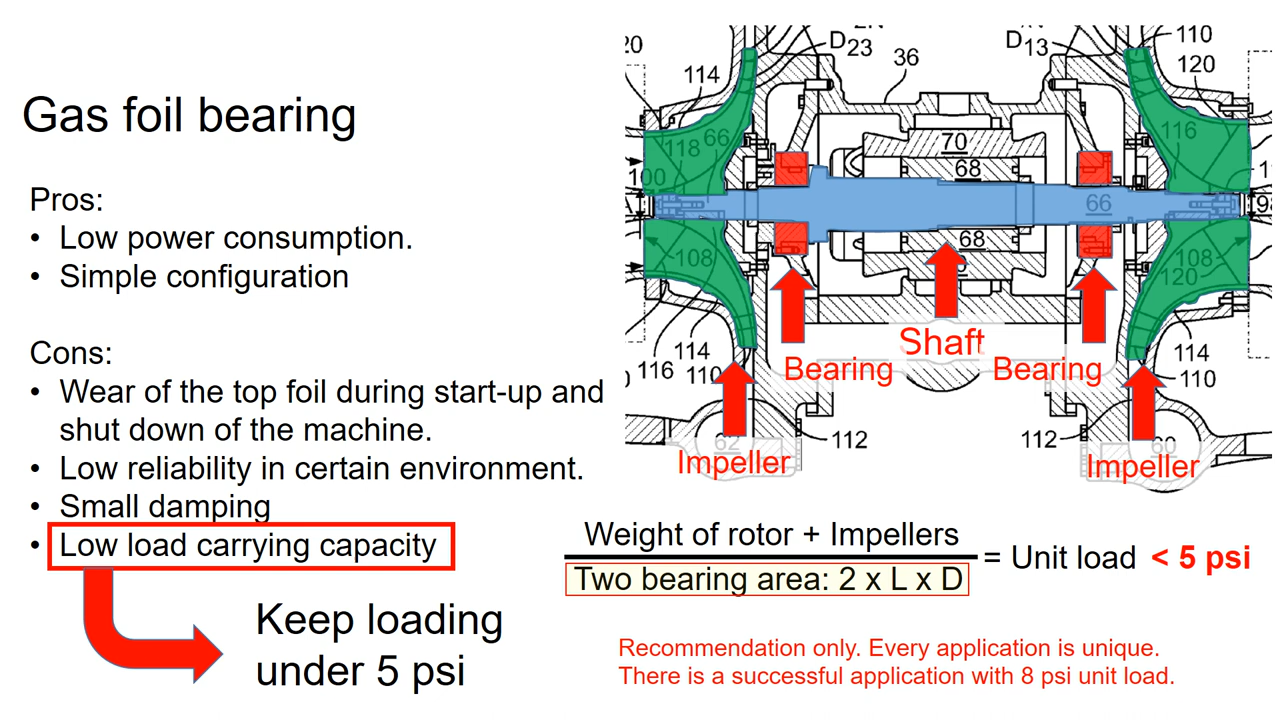 Gas foil bearing
Pros:
• Low power consumption.
• Simple configuration
Cons:
• Wear of the top foil during start-up and
shut down of the machine.
• Low reliability in certain environment.
• Small damping
• Low load carrying capacity
Keep loading
under 5 psi
20
D23
D13
36
110
114
120
118
66
100
70
68
116
66
68
108
108
120
114
116
114
110
112
112
110
62
60
98
Shaft
Bearing
Bearing
Impeller
Impeller
Weight of rotor + Impellers
Two bearing area: 2 x L x D
= Unit load < 5 psi
Recommendation only. Every application is unique.
There is a successful application with 8 psi unit load.